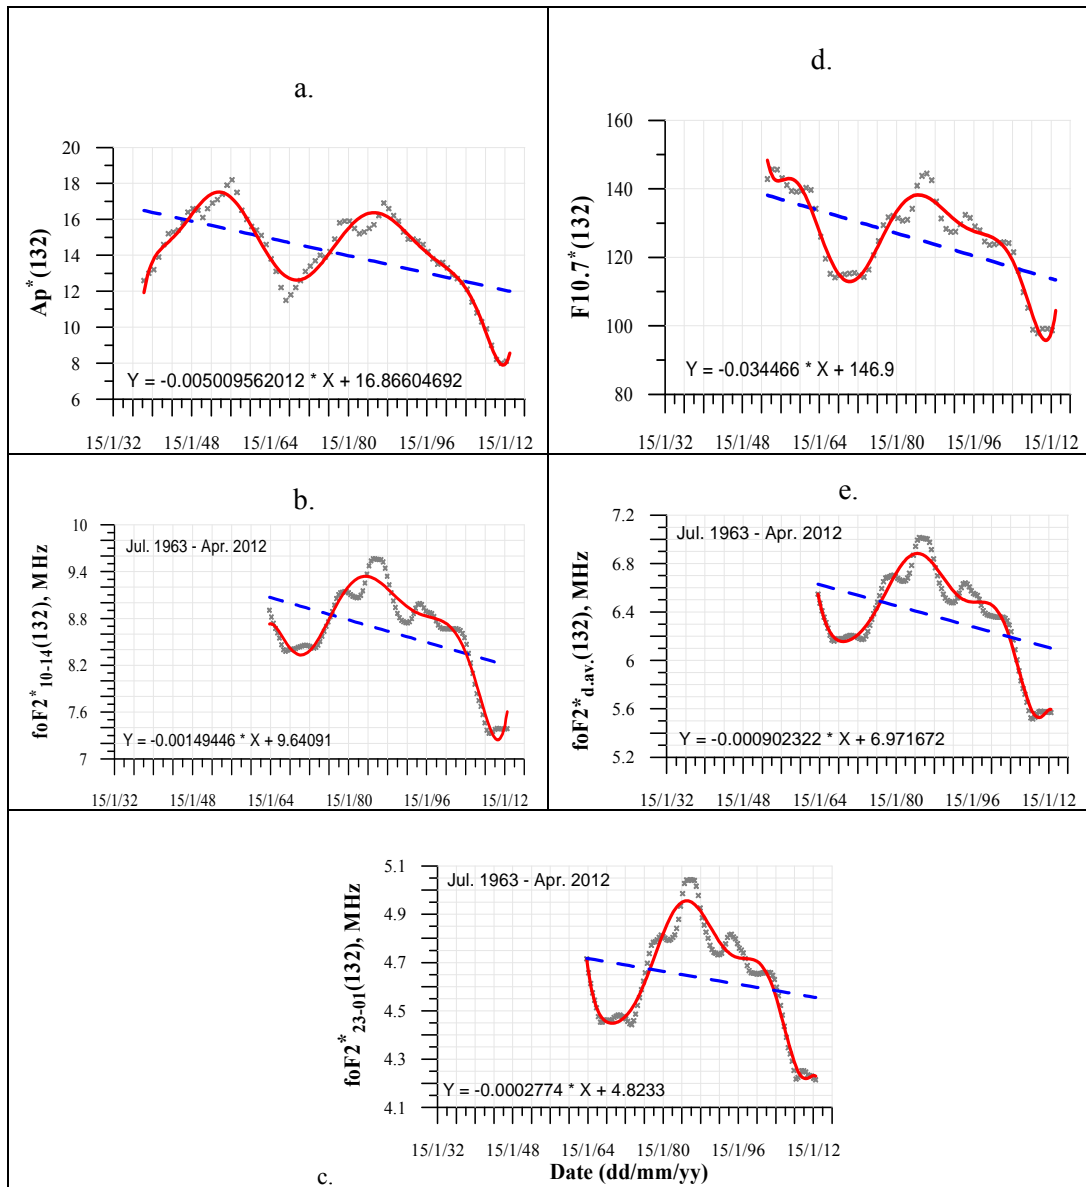 a.
Ap*(132)
20
18
16
14
12
10
8
6
Y = -0.005009562012 * X + 16.86604692
15/1/32 15/1/48 15/1/64 15/1/80 15/1/96 15/1/12
d.
F10.7*(132)
160
140
120
100
80
Y = -0.034466 * X + 146.9
15/1/32 15/1/48 15/1/64 15/1/80 15/1/96 15/1/12
b.
foF2*10-14(132), MHz
10
9.4
8.8
8.2
7.6
7
Jul. 1963 - Apr. 2012
Y = -0.00149446 * X + 9.64091
15/1/32 15/1/48 15/1/64 15/1/80 15/1/96 15/1/12
e.
foF2*d.av.(132), MHz
7.2
6.8
6.4
6
5.6
5.2
Jul. 1963 - Apr. 2012
Y = -0.000902322 * X + 6.971672
15/1/32 15/1/48 15/1/64 15/1/80 15/1/96 15/1/12
foF2*23-01(132), MHz
5.1
4.9
4.7
4.5
4.3
4.1
Jul. 1963 - Apr. 2012
Y = -0.0002774 * X + 4.8233
15/1/32 15/1/48 15/1/64 15/1/80 15/1/96 15/1/12
c.
Date (dd/mm/yy)